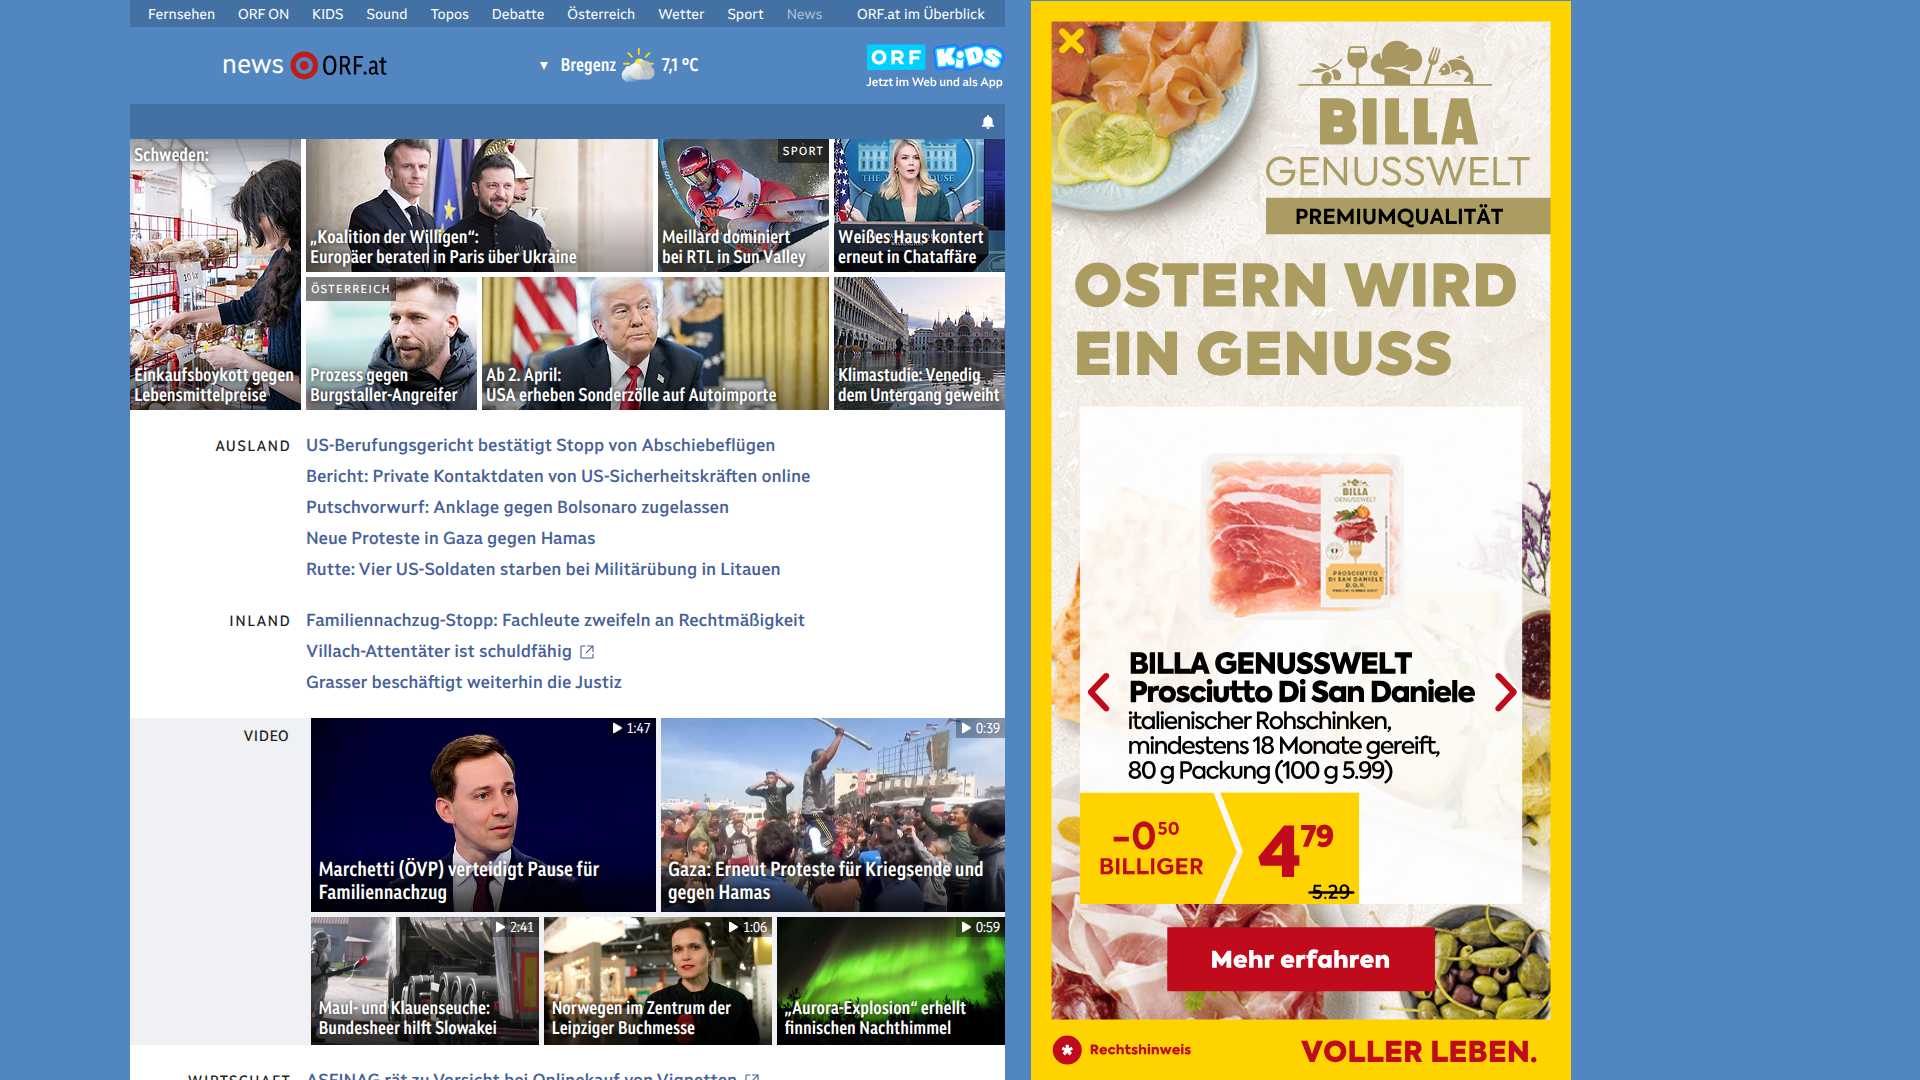 Fernsehen ORF ON KIDS Sound Topos Debatte Österreich Wetter Sport News ORF.at im Überblick
news ORF.at
▼ Bregenz 7,1 °C
ORF KiDS
Jetzt im Web und als App
Schweden:
Einkaufsboykott gegen
Lebensmittelpreise
„Koalition der Willigen“:
Europäer beraten in Paris über Ukraine
SPORT
Meillard dominiert
bei RTL in Sun Valley
Weißes Haus kontert
erneut in Chataffäre
ÖSTERREICH
Prozess gegen
Burgstaller-Angreifer
Ab 2. April:
USA erheben Sonderzölle auf Autoimporte
Klimastudie: Venedig
dem Untergang geweiht
AUSLAND
US-Berufungsgericht bestätigt Stopp von Abschiebeflügen
Bericht: Private Kontaktdaten von US-Sicherheitskräften online
Putschvorwurf: Anklage gegen Bolsonaro zugelassen
Neue Proteste in Gaza gegen Hamas
Rutte: Vier US-Soldaten starben bei Militärübung in Litauen
INLAND
Familiennachzug-Stopp: Fachleute zweifeln an Rechtmäßigkeit
Villach-Attentäter ist schuldfähig
Grasser beschäftigt weiterhin die Justiz
VIDEO
1:47
Marchetti (ÖVP) verteidigt Pause für
Familiennachzug
0:39
Gaza: Erneut Proteste für Kriegsende und
gegen Hamas
2:41
Maul- und Klauenseuche:
Bundesheer hilft Slowakei
1:06
Norwegen im Zentrum der
Leipziger Buchmesse
0:59
„Aurora-Explosion“ erhellt
finnischen Nachthimmel
WIRTSCHAFT
ASFINAG rät zu Vorsicht bei Onlinekauf von Vignetten
BILLA
GENUSSWELT
PREMIUMQUALITÄT
OSTERN WIRD
EIN GENUSS
BILLA
GENUSSWELT
PROSCIUTTO
DI SAN DANIELE
D.O.P.
BILLA GENUSSWELT
Prosciutto Di San Daniele
italienischer Rohschinken,
mindestens 18 Monate gereift,
80 g Packung (100 g 5.99)
-0 50
BILLIGER
4 79
5.29
Mehr erfahren
* Rechtshinweis
VOLLER LEBEN.